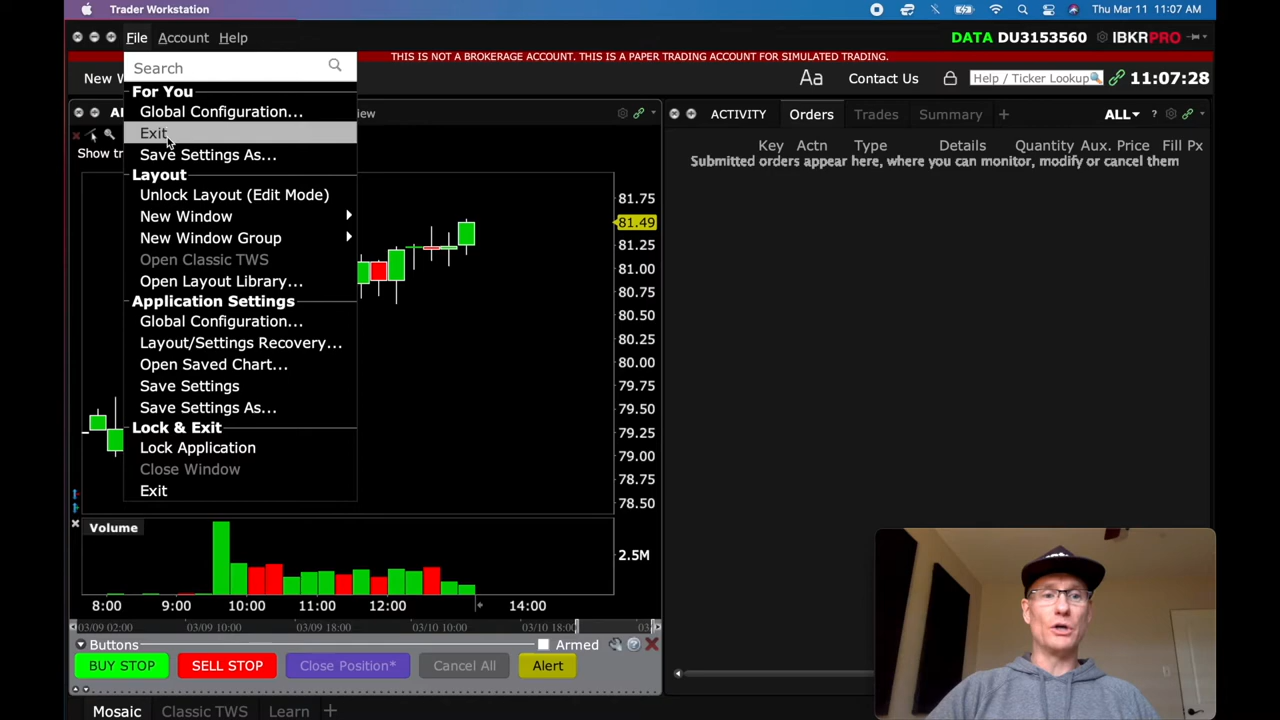 Trader Workstation
Thu Mar 11 11:07 AM
File Account Help
DATA DU3153560 IBKRPRO
THIS IS NOT A BROKERAGE ACCOUNT. THIS IS A PAPER TRADING ACCOUNT FOR SIMULATED TRADING.
New W
Aa Contact Us Help / Ticker Lookup 11:07:28
Search
For You
Global Configuration...
Exit
Save Settings As...
Layout
Unlock Layout (Edit Mode)
New Window
New Window Group
Open Classic TWS
Open Layout Library...
Application Settings
Global Configuration...
Layout/Settings Recovery...
Open Saved Chart...
Save Settings
Save Settings As...
Lock & Exit
Lock Application
Close Window
Exit
Show tr
81.75
81.49
81.25
81.00
80.75
80.50
80.25
80.00
79.75
79.50
79.25
79.00
78.75
78.50
Volume
2.5M
8:00 9:00 10:00 11:00 12:00 14:00
03/09 02:00 03/09 10:00 03/09 18:00 03/10 10:00 03/10 18:00
Buttons Armed
BUY STOP SELL STOP Close Position* Cancel All Alert
ACTIVITY Orders Trades Summary + ALL ?
Key Actn Type Details Quantity Aux. Price Fill Px
Submitted orders appear here, where you can monitor, modify or cancel them
Mosaic Classic TWS Learn +